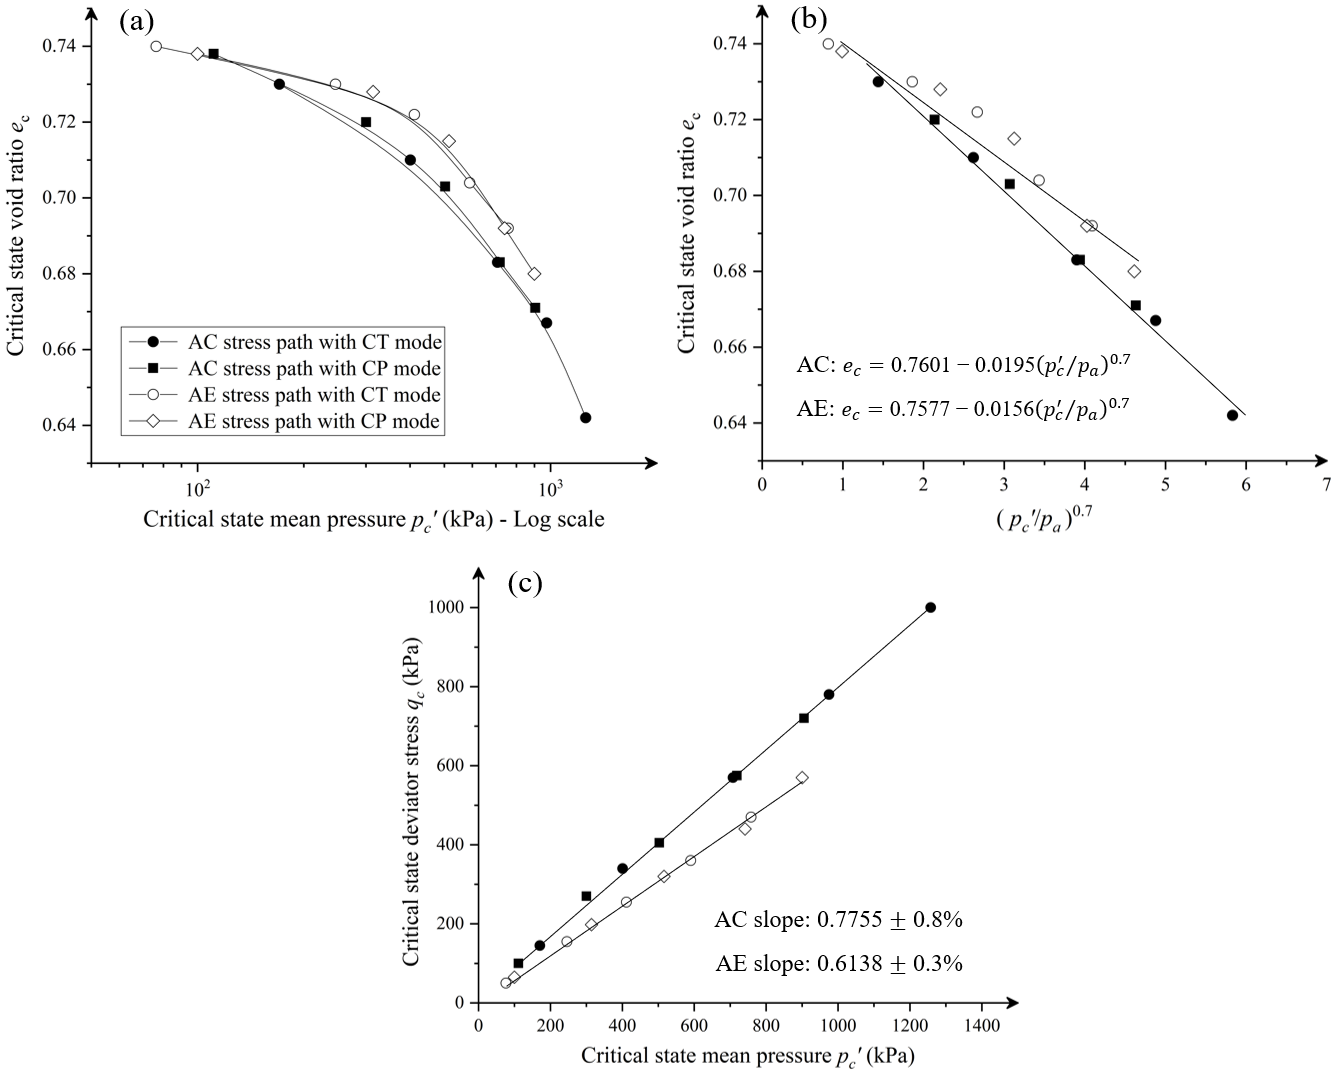 (a)
0.74
0.72
0.70
0.68
0.66
0.64
Critical state void ratio e_c
AC stress path with CT mode
AC stress path with CP mode
AE stress path with CT mode
AE stress path with CP mode
10² 10³
Critical state mean pressure p_c′ (kPa) - Log scale
(b)
0.74
0.72
0.70
0.68
0.66
0.64
Critical state void ratio e_c
AC: e_c = 0.7601 − 0.0195(p′_c/p_a)^0.7
AE: e_c = 0.7577 − 0.0156(p′_c/p_a)^0.7
0 1 2 3 4 5 6 7
( p_c′/p_a )^0.7
(c)
1000
800
600
400
200
0
Critical state deviator stress q_c (kPa)
AC slope: 0.7755 ± 0.8%
AE slope: 0.6138 ± 0.3%
0 200 400 600 800 1000 1200 1400
Critical state mean pressure p_c′ (kPa)